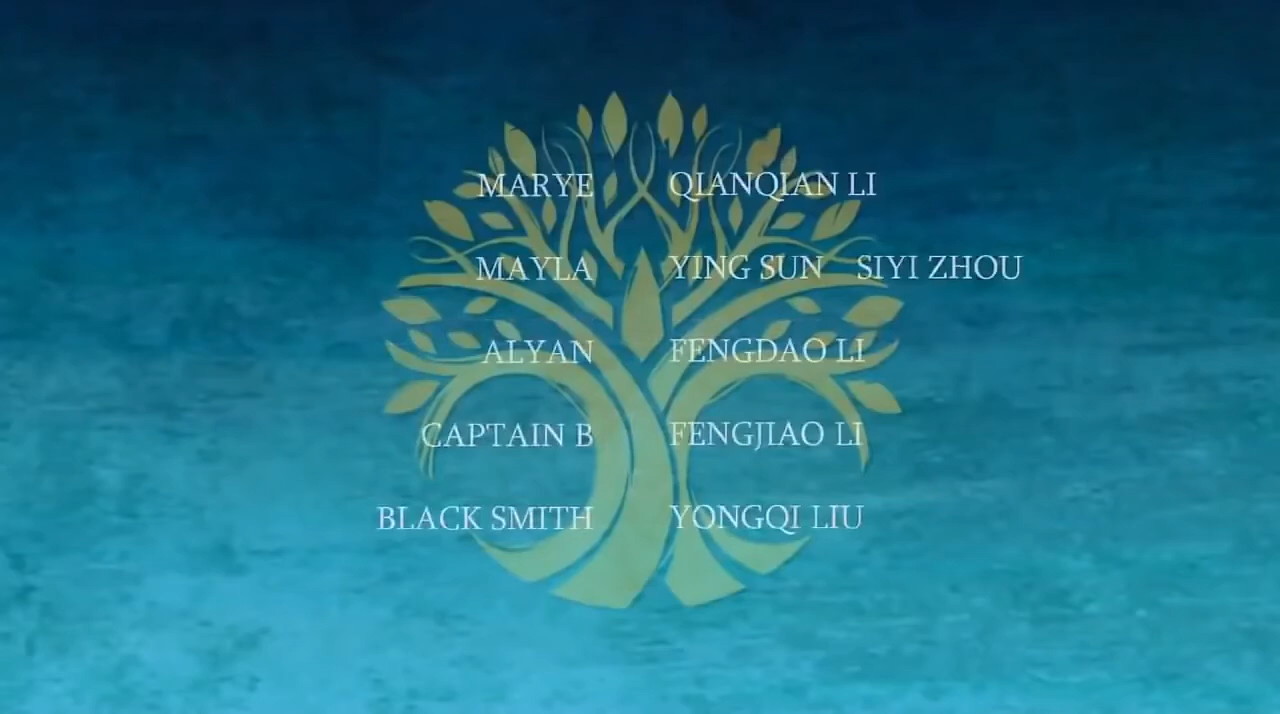 MARYE QIANQIAN LI
MAYLA YING SUN SIYI ZHOU
ALYAN FENGDAO LI
CAPTAIN B FENGJIAO LI
BLACK SMITH YONGQI LIU